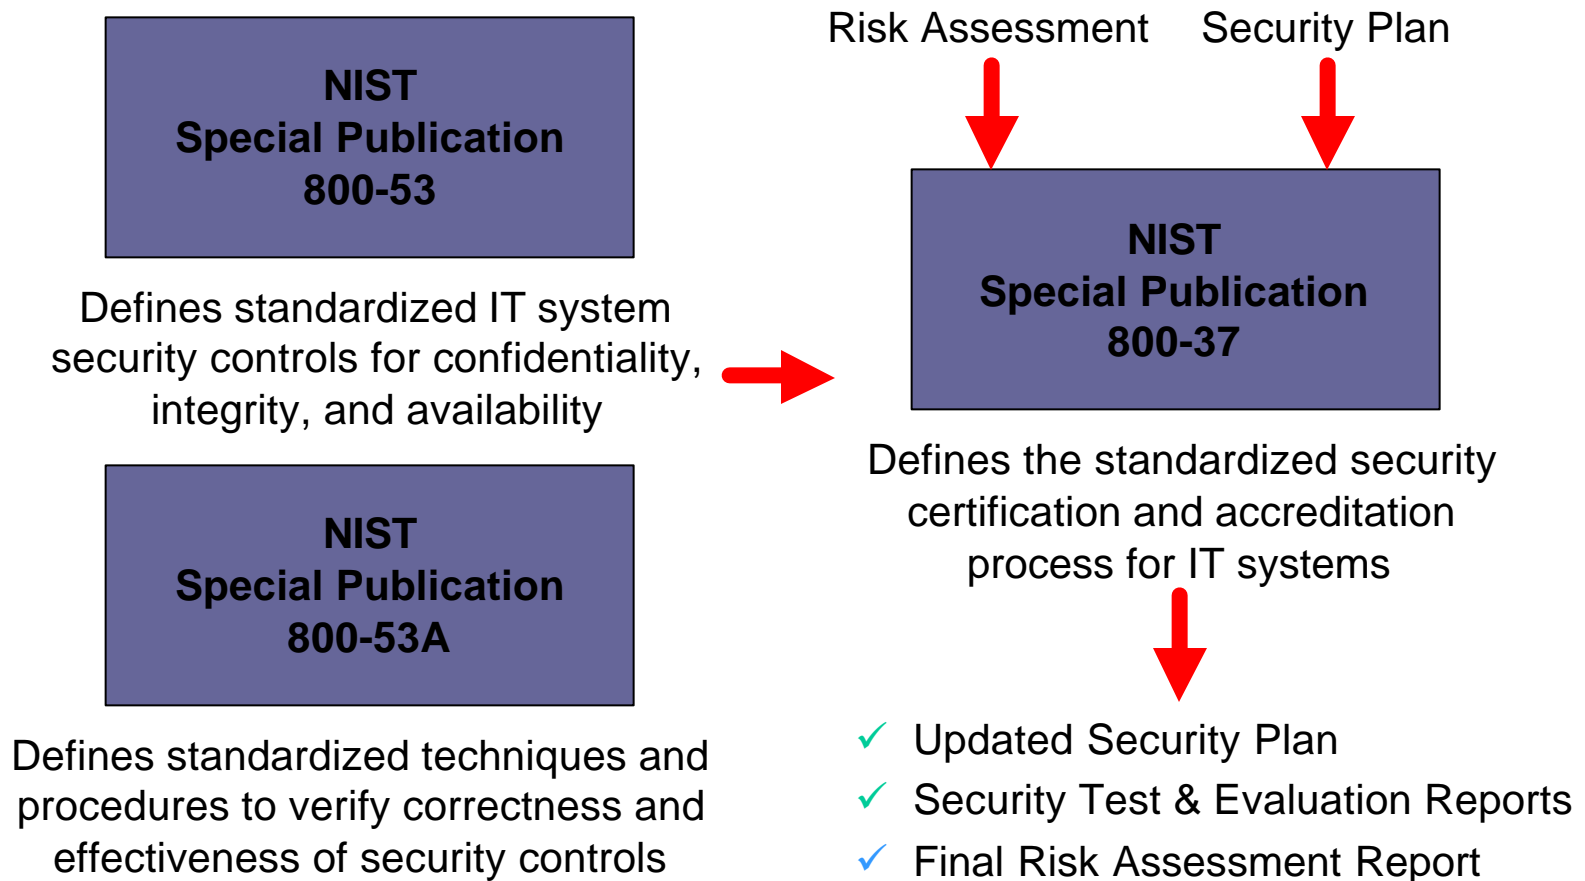 NIST
Special Publication
800-53
Defines standardized IT system
security controls for confidentiality,
integrity, and availability
NIST
Special Publication
800-53A
Defines standardized techniques and
procedures to verify correctness and
effectiveness of security controls
Risk Assessment
Security Plan
NIST
Special Publication
800-37
Defines the standardized security
certification and accreditation
process for IT systems
✓ Updated Security Plan
✓ Security Test & Evaluation Reports
✓ Final Risk Assessment Report